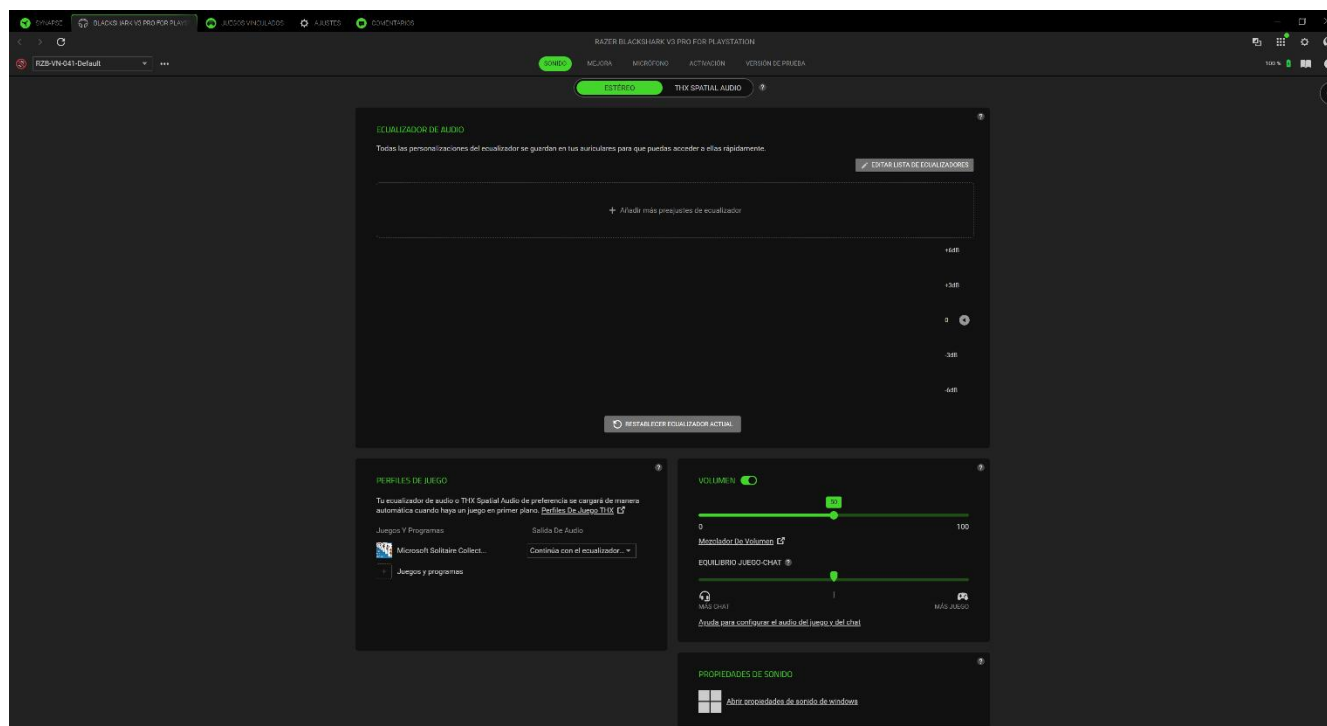 SYNAPSE BLACKSHARK V3 PRO FOR PLAYS JUEGOS VINCULADOS AJUSTES COMENTARIOS
RAZER BLACKSHARK V3 PRO FOR PLAYSTATION
RZB-VN-041-Default SONIDO MEJORA MICRÓFONO ACTIVACIÓN VERSIÓN DE PRUEBA 100 %
ESTÉREO THX SPATIAL AUDIO ?
ECUALIZADOR DE AUDIO
Todas las personalizaciones del ecualizador se guardan en tus auriculares para que puedas acceder a ellas rápidamente.
EDITAR LISTA DE ECUALIZADORES
+ Añadir más preajustes de ecualizador
+6dB
+3dB
0
-3dB
-6dB
RESTABLECER ECUALIZADOR ACTUAL
PERFILES DE JUEGO
Tu ecualizador de audio o THX Spatial Audio de preferencia se cargará de manera
automática cuando haya un juego en primer plano. Perfiles De Juego THX
Juegos Y Programas Salida De Audio
Microsoft Solitaire Collect... Continúa con el ecualizador...
+ Juegos y programas
VOLUMEN
50
0 100
Mezclador De Volumen
EQUILIBRIO JUEGO-CHAT ?
MÁS CHAT MÁS JUEGO
Ayuda para configurar el audio del juego y del chat
PROPIEDADES DE SONIDO
Abrir propiedades de sonido de windows